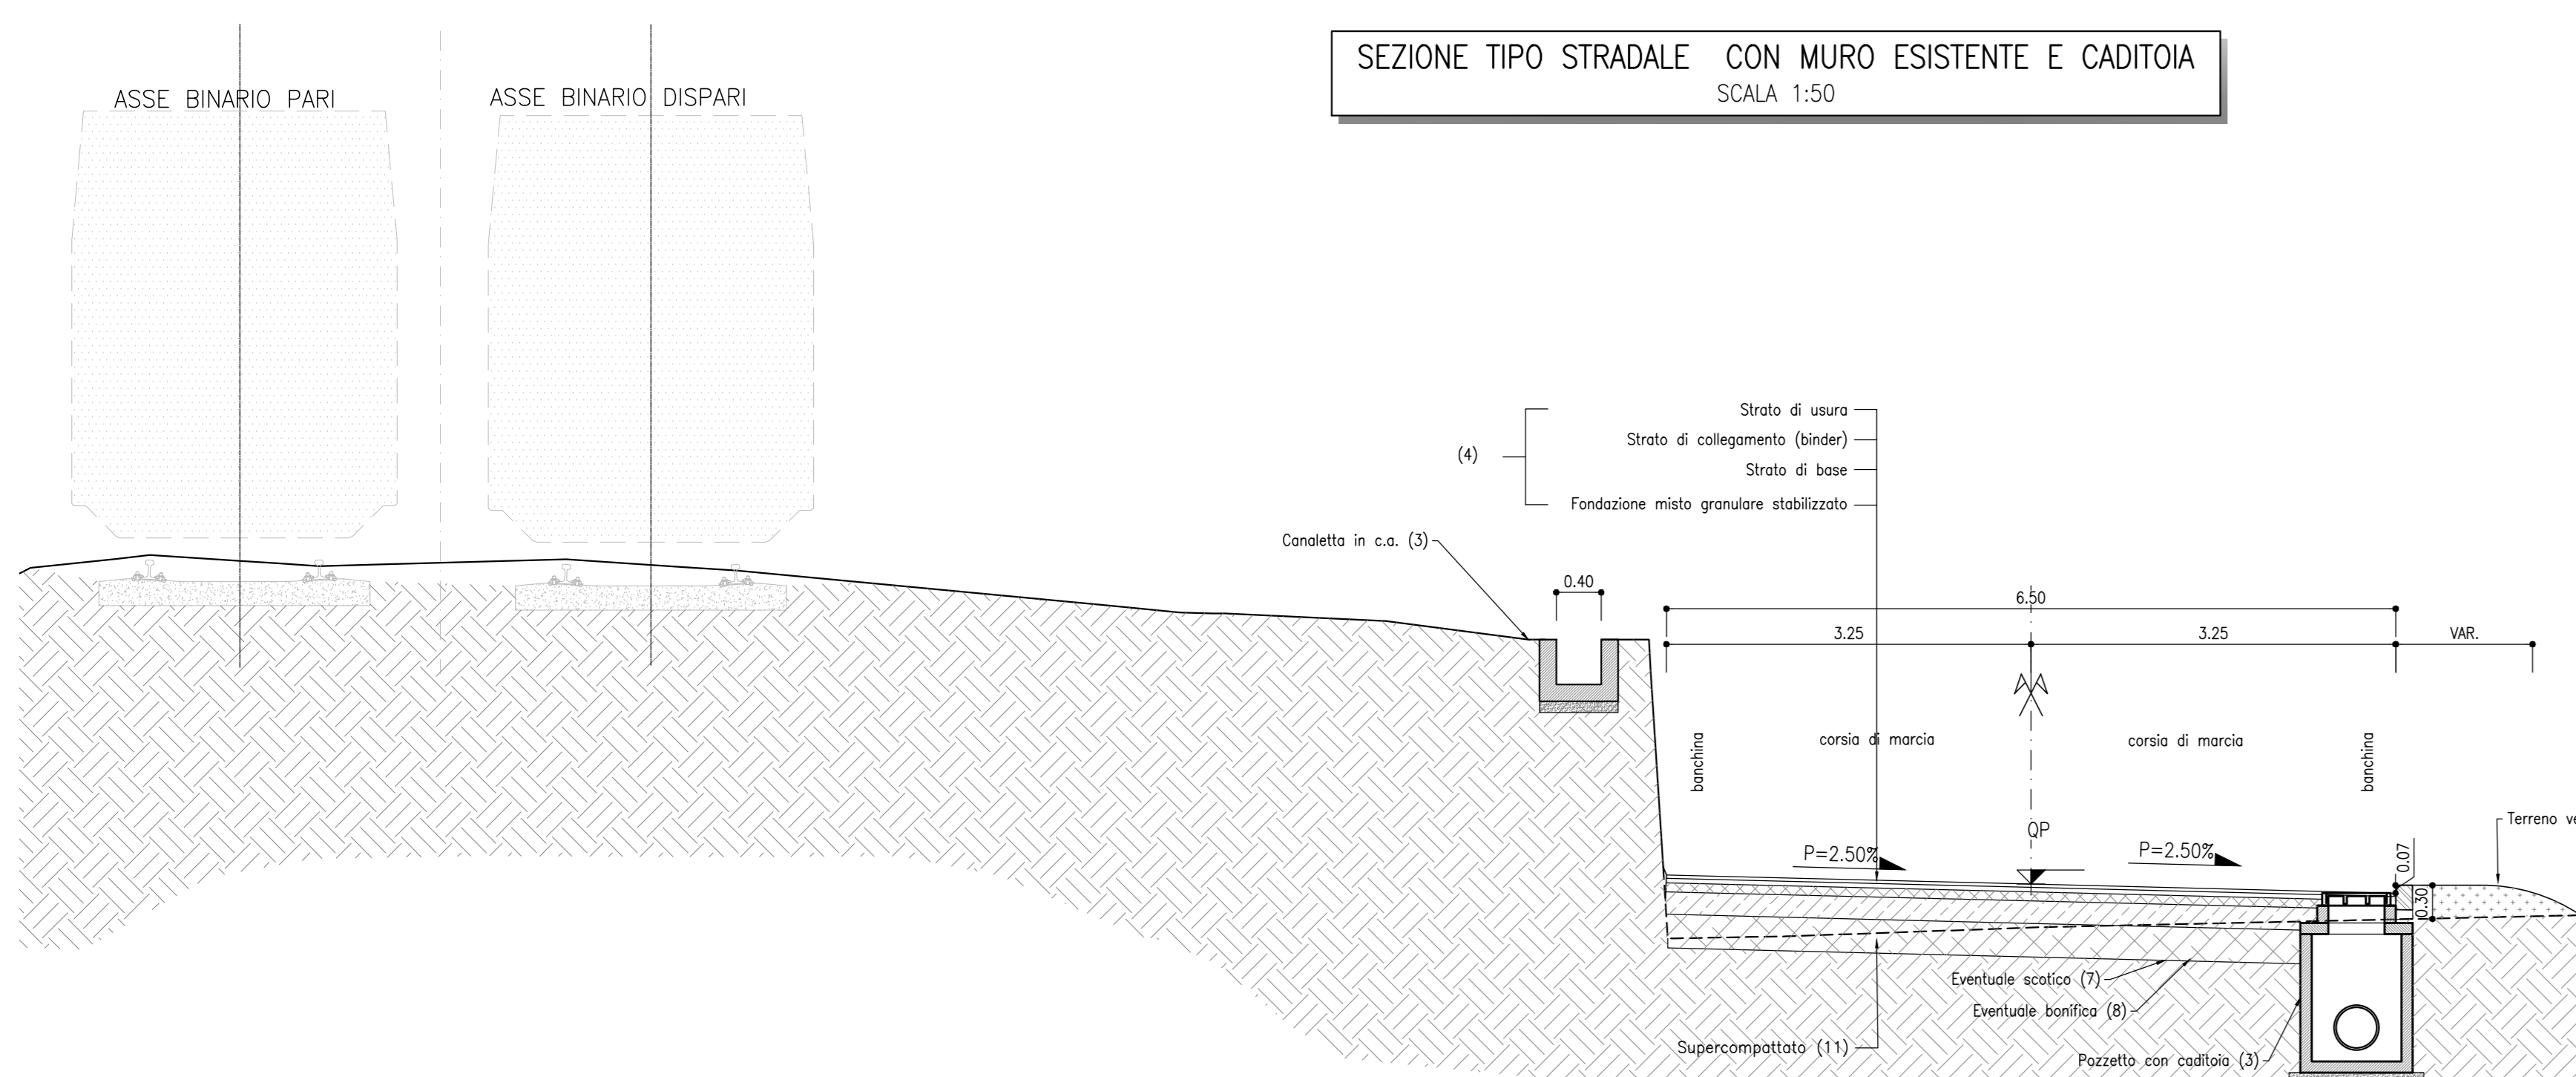 SEZIONE TIPO STRADALE CON MURO ESISTENTE E CADITOIA
SCALA 1:50
ASSE BINARIO PARI
ASSE BINARIO DISPARI
(4)
Strato di usura
Strato di collegamento (binder)
Strato di base
Fondazione misto granulare stabilizzato
Canaletta in c.a. (3)
0.40
6.50
3.25
3.25
VAR.
banchina
corsia di marcia
corsia di marcia
banchina
QP
P=2.50%
P=2.50%
0.07
0.30
Terreno
Eventuale scotico (7)
Eventuale bonifica (8)
Supercompattato (11)
Pozzetto con caditoia (3)